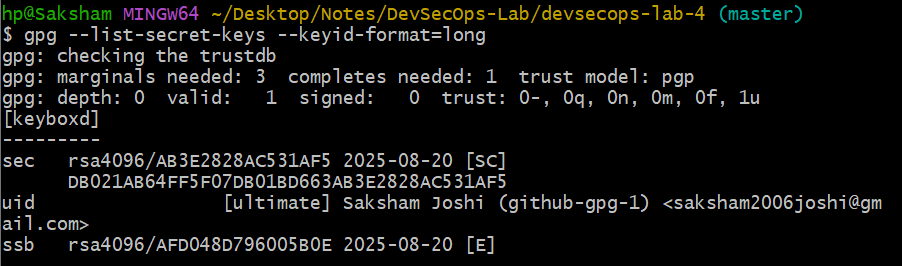 hp@Saksham MINGW64 ~/Desktop/Notes/DevSecOps-Lab/devsecops-lab-4 (master)
$ gpg --list-secret-keys --keyid-format=long
gpg: checking the trustdb
gpg: marginals needed: 3  completes needed: 1  trust model: pgp
gpg: depth: 0  valid:   1  signed:   0  trust: 0-, 0q, 0n, 0m, 0f, 1u
[keyboxd]
---------
sec   rsa4096/AB3E2828AC531AF5 2025-08-20 [SC]
      DB021AB64FF5F07DB01BD663AB3E2828AC531AF5
uid                 [ultimate] Saksham Joshi (github-gpg-1) <saksham2006joshi@gm
ail.com>
ssb   rsa4096/AFD048D796005B0E 2025-08-20 [E]